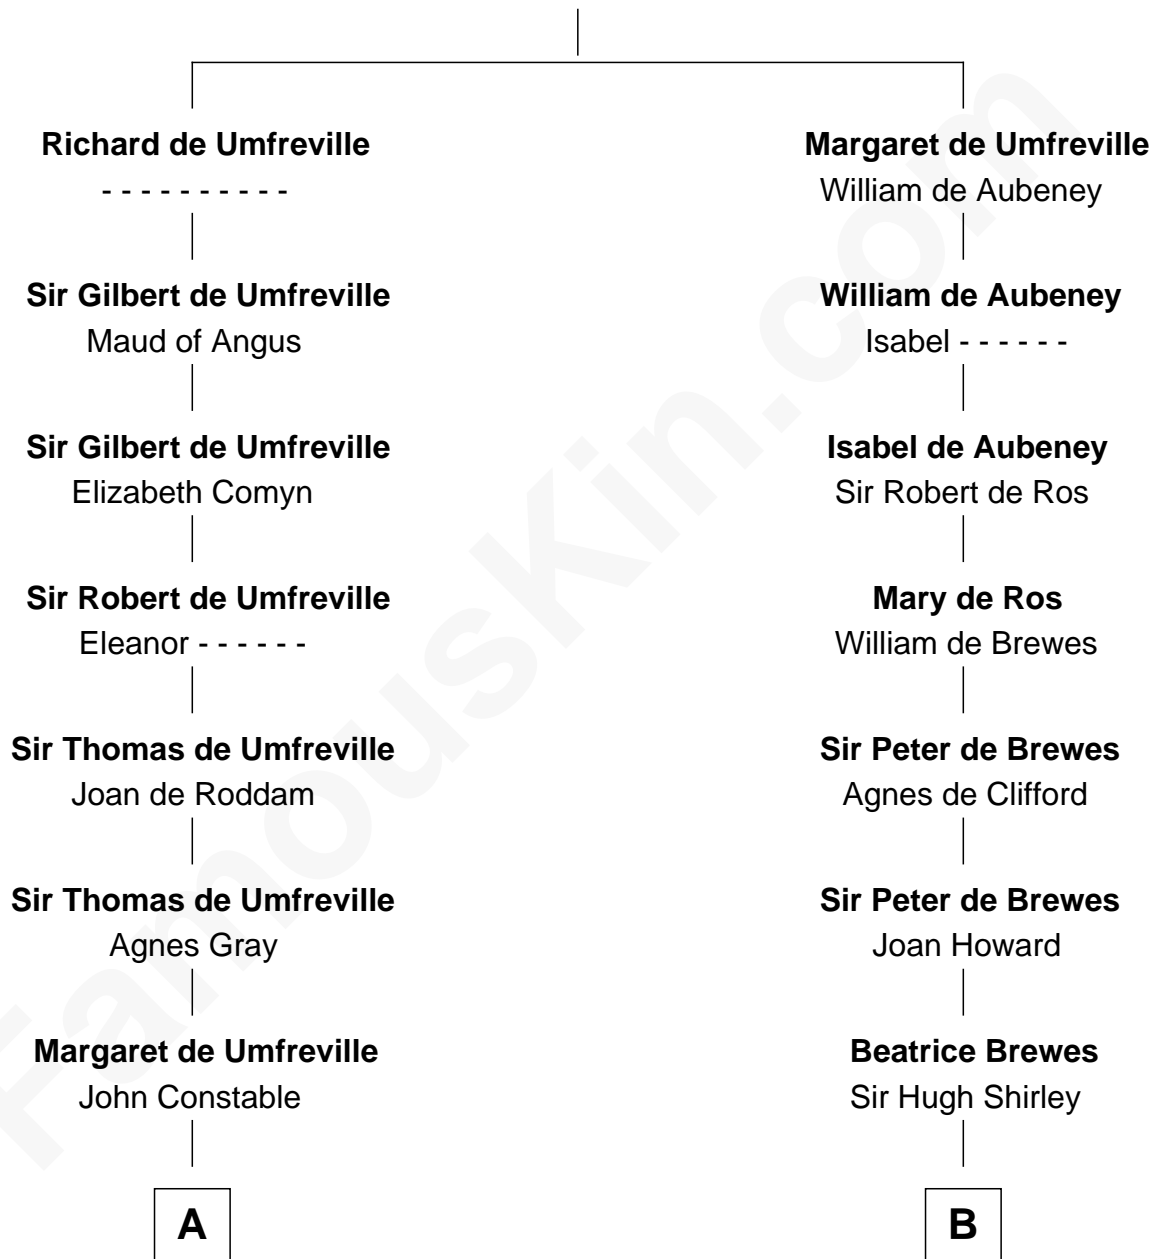 Richard de Umfreville
- - - - - - - - - -
Sir Gilbert de Umfreville
Maud of Angus
Sir Gilbert de Umfreville
Elizabeth Comyn
Sir Robert de Umfreville
Eleanor - - - - - -
Sir Thomas de Umfreville
Joan de Roddam
Sir Thomas de Umfreville
Agnes Gray
Margaret de Umfreville
John Constable
A
Margaret de Umfreville
William de Aubeney
William de Aubeney
Isabel - - - - - -
Isabel de Aubeney
Sir Robert de Ros
Mary de Ros
William de Brewes
Sir Peter de Brewes
Agnes de Clifford
Sir Peter de Brewes
Joan Howard
Beatrice Brewes
Sir Hugh Shirley
B
FamousKin.com